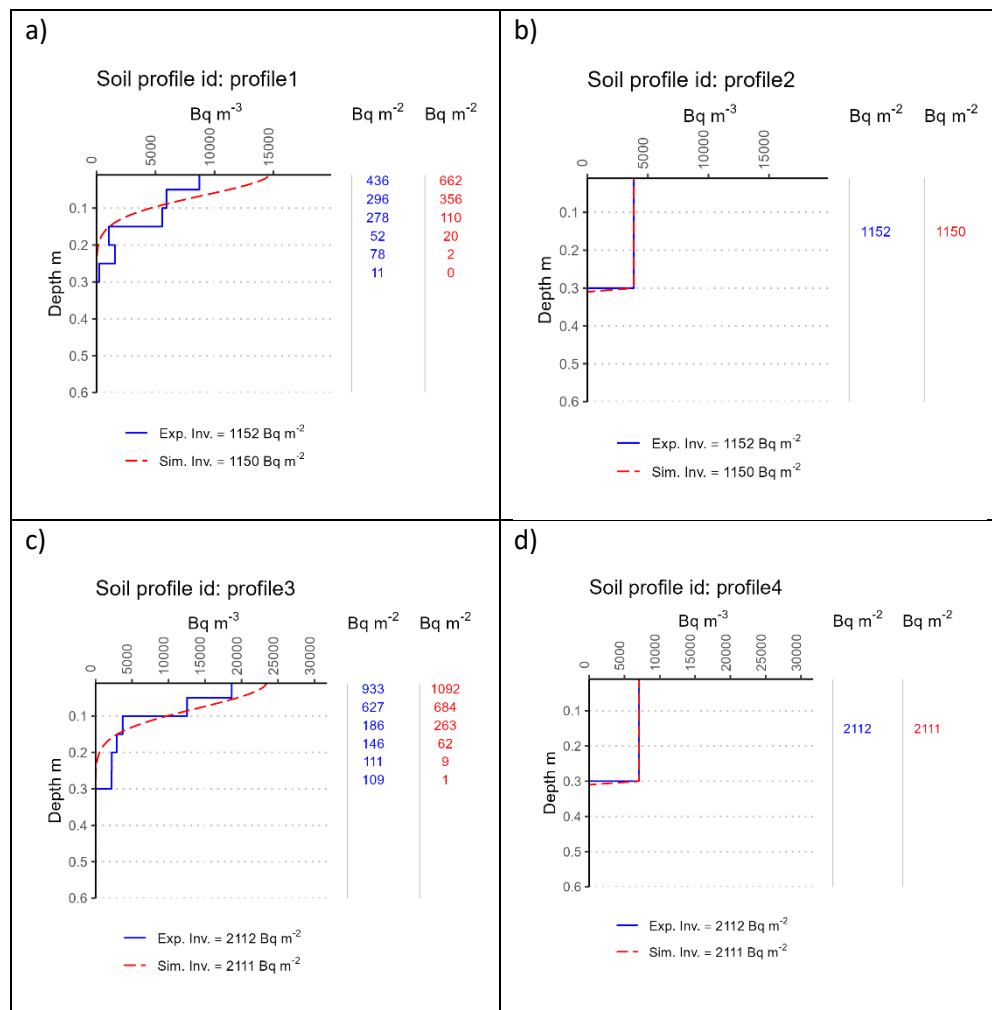 a)
Soil profile id: profile1
Bq m⁻³ Bq m⁻² Bq m⁻²
0 5000 10000 15000
436 662
296 356
0.1 278 110
52 20
0.2 78 2
11 0
0.3
0.4
0.5
0.6
Depth m
Exp. Inv. = 1152 Bq m⁻²
Sim. Inv. = 1150 Bq m⁻²
b)
Soil profile id: profile2
Bq m⁻³ Bq m⁻² Bq m⁻²
0 5000 10000 15000
0.1
1152 1150
0.2
0.3
0.4
0.5
0.6
Depth m
Exp. Inv. = 1152 Bq m⁻²
Sim. Inv. = 1150 Bq m⁻²
c)
Soil profile id: profile3
Bq m⁻³ Bq m⁻² Bq m⁻²
0 5000 10000 15000 20000 25000 30000
933 1092
627 684
0.1 186 263
146 62
0.2 111 9
109 1
0.3
0.4
0.5
0.6
Depth m
Exp. Inv. = 2112 Bq m⁻²
Sim. Inv. = 2111 Bq m⁻²
d)
Soil profile id: profile4
Bq m⁻³ Bq m⁻² Bq m⁻²
0 5000 10000 15000 20000 25000 30000
0.1
2112 2111
0.2
0.3
0.4
0.5
0.6
Depth m
Exp. Inv. = 2112 Bq m⁻²
Sim. Inv. = 2111 Bq m⁻²